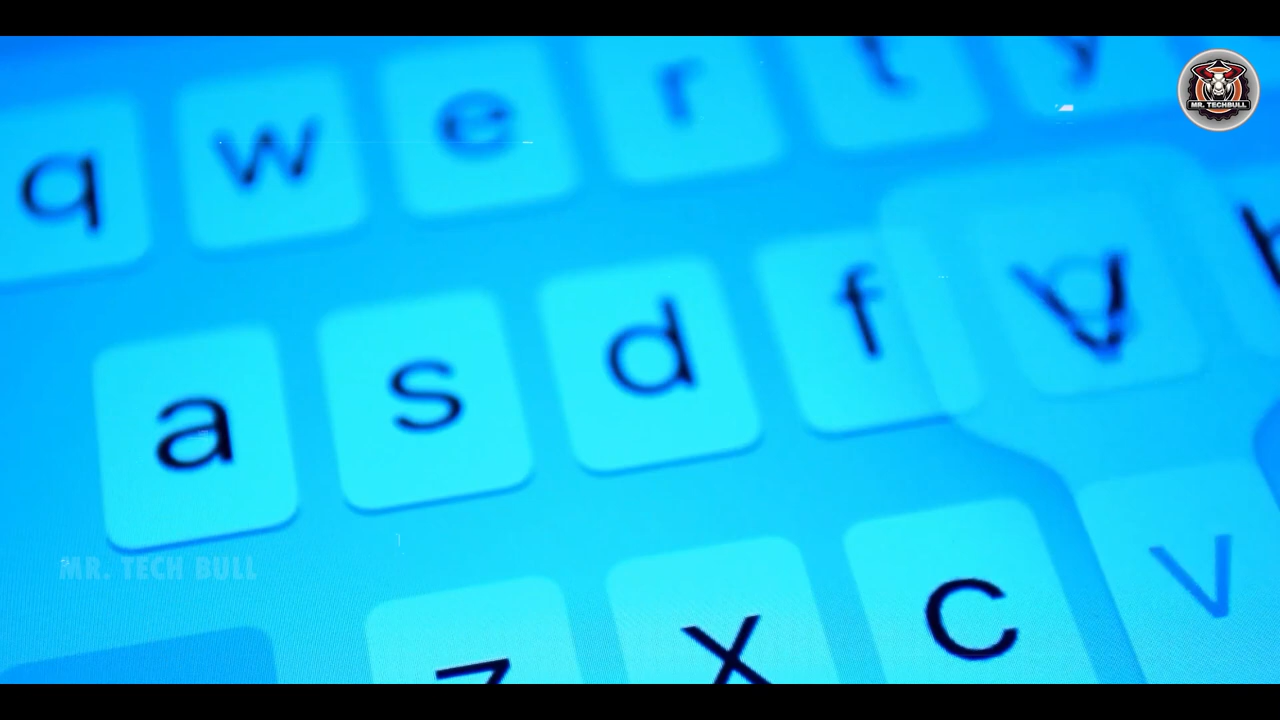 q w e r t y
MR. TECHBULL
a s d f V
MR. TECH BULL
z x c v